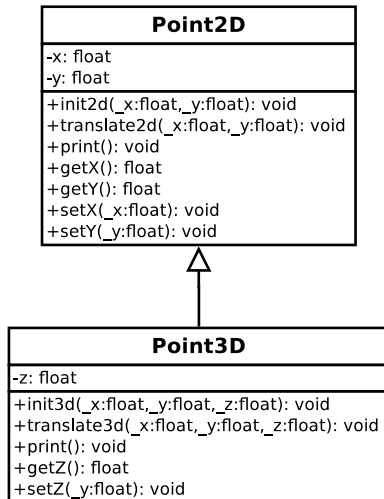 Point2D
-x: float
-y: float
+init2d(_x:float,_y:float): void
+translate2d(_x:float,_y:float): void
+print(): void
+getX(): float
+getY(): float
+setX(_x:float): void
+setY(_y:float): void
Point3D
-z: float
+init3d(_x:float,_y:float,_z:float): void
+translate3d(_x:float,_y:float,_z:float): void
+print(): void
+getZ(): float
+setZ(_y:float): void